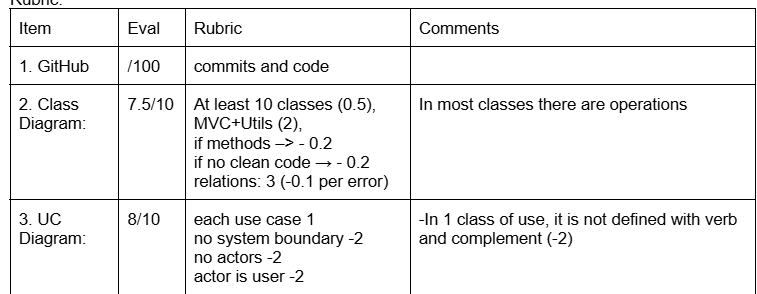 Rubric:
Item Eval Rubric Comments
1. GitHub /100 commits and code
2. Class 7.5/10 At least 10 classes (0.5), In most classes there are operations
Diagram: MVC+Utils (2),
if methods –> - 0.2
if no clean code → - 0.2
relations: 3 (-0.1 per error)
3. UC 8/10 each use case 1 -In 1 class of use, it is not defined with verb
Diagram: no system boundary -2 and complement (-2)
no actors -2
actor is user -2